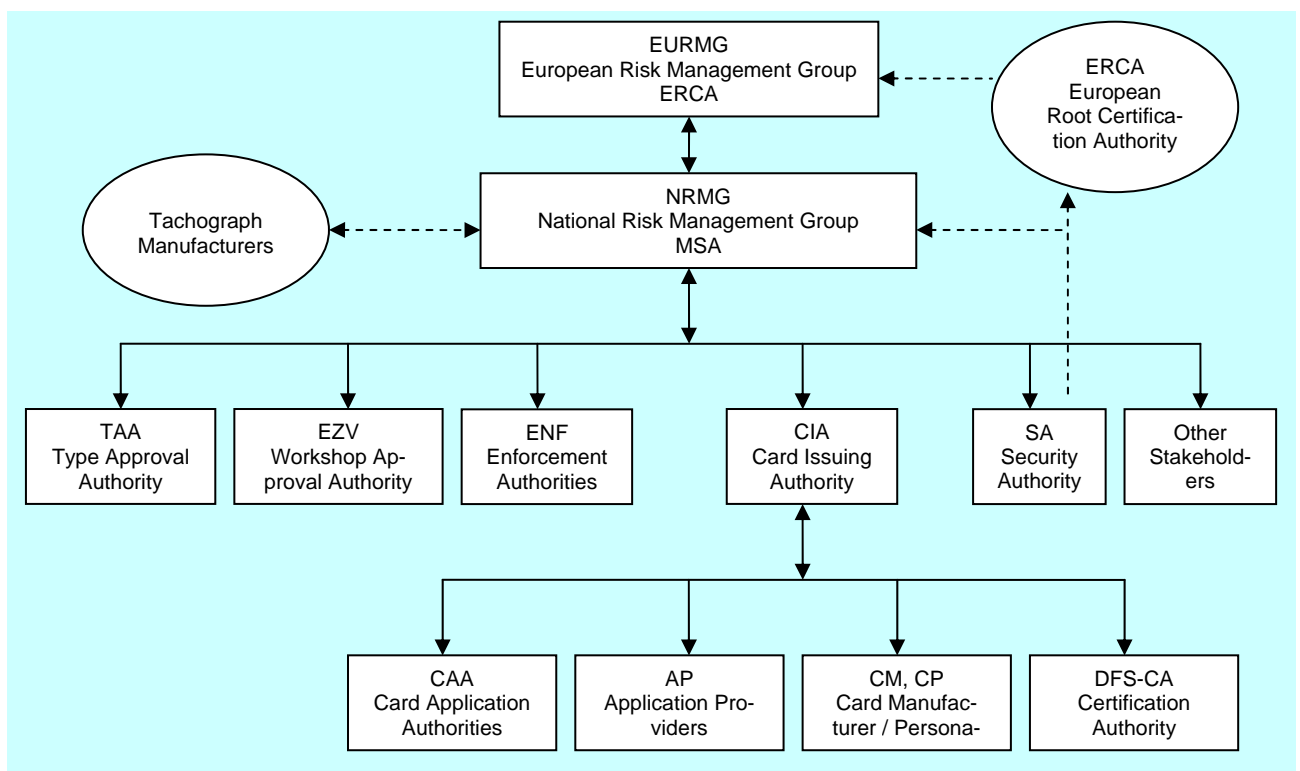 EURMG
European Risk Management Group
ERCA
ERCA
European
Root Certifica-
tion Authority
Tachograph
Manufacturers
NRMG
National Risk Management Group
MSA
TAA
Type Approval
Authority
EZV
Workshop Ap-
proval Authority
ENF
Enforcement
Authorities
CIA
Card Issuing
Authority
SA
Security
Authority
Other
Stakehold-
ers
CAA
Card Application
Authorities
AP
Application Pro-
viders
CM, CP
Card Manufac-
turer / Persona-
DFS-CA
Certification
Authority